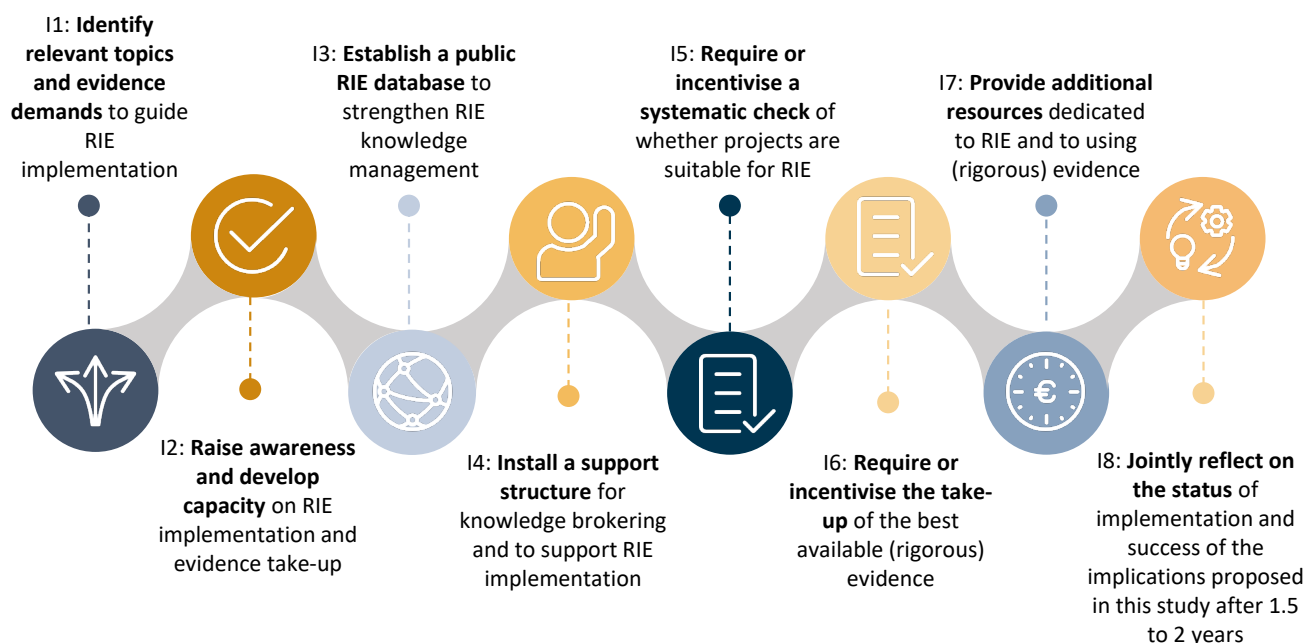 I1: Identify
relevant topics
and evidence
demands to guide
RIE
implementation
I2: Raise awareness
and develop
capacity on RIE
implementation and
evidence take-up
I3: Establish a public
RIE database to
strengthen RIE
knowledge
management
I4: Install a support
structure for
knowledge brokering
and to support RIE
implementation
I5: Require or
incentivise a
systematic check of
whether projects are
suitable for RIE
I6: Require or
incentivise the take-
up of the best
available (rigorous)
evidence
I7: Provide additional
resources dedicated
to RIE and to using
(rigorous) evidence
€
I8: Jointly reflect on
the status of
implementation and
success of the
implications proposed
in this study after 1.5
to 2 years